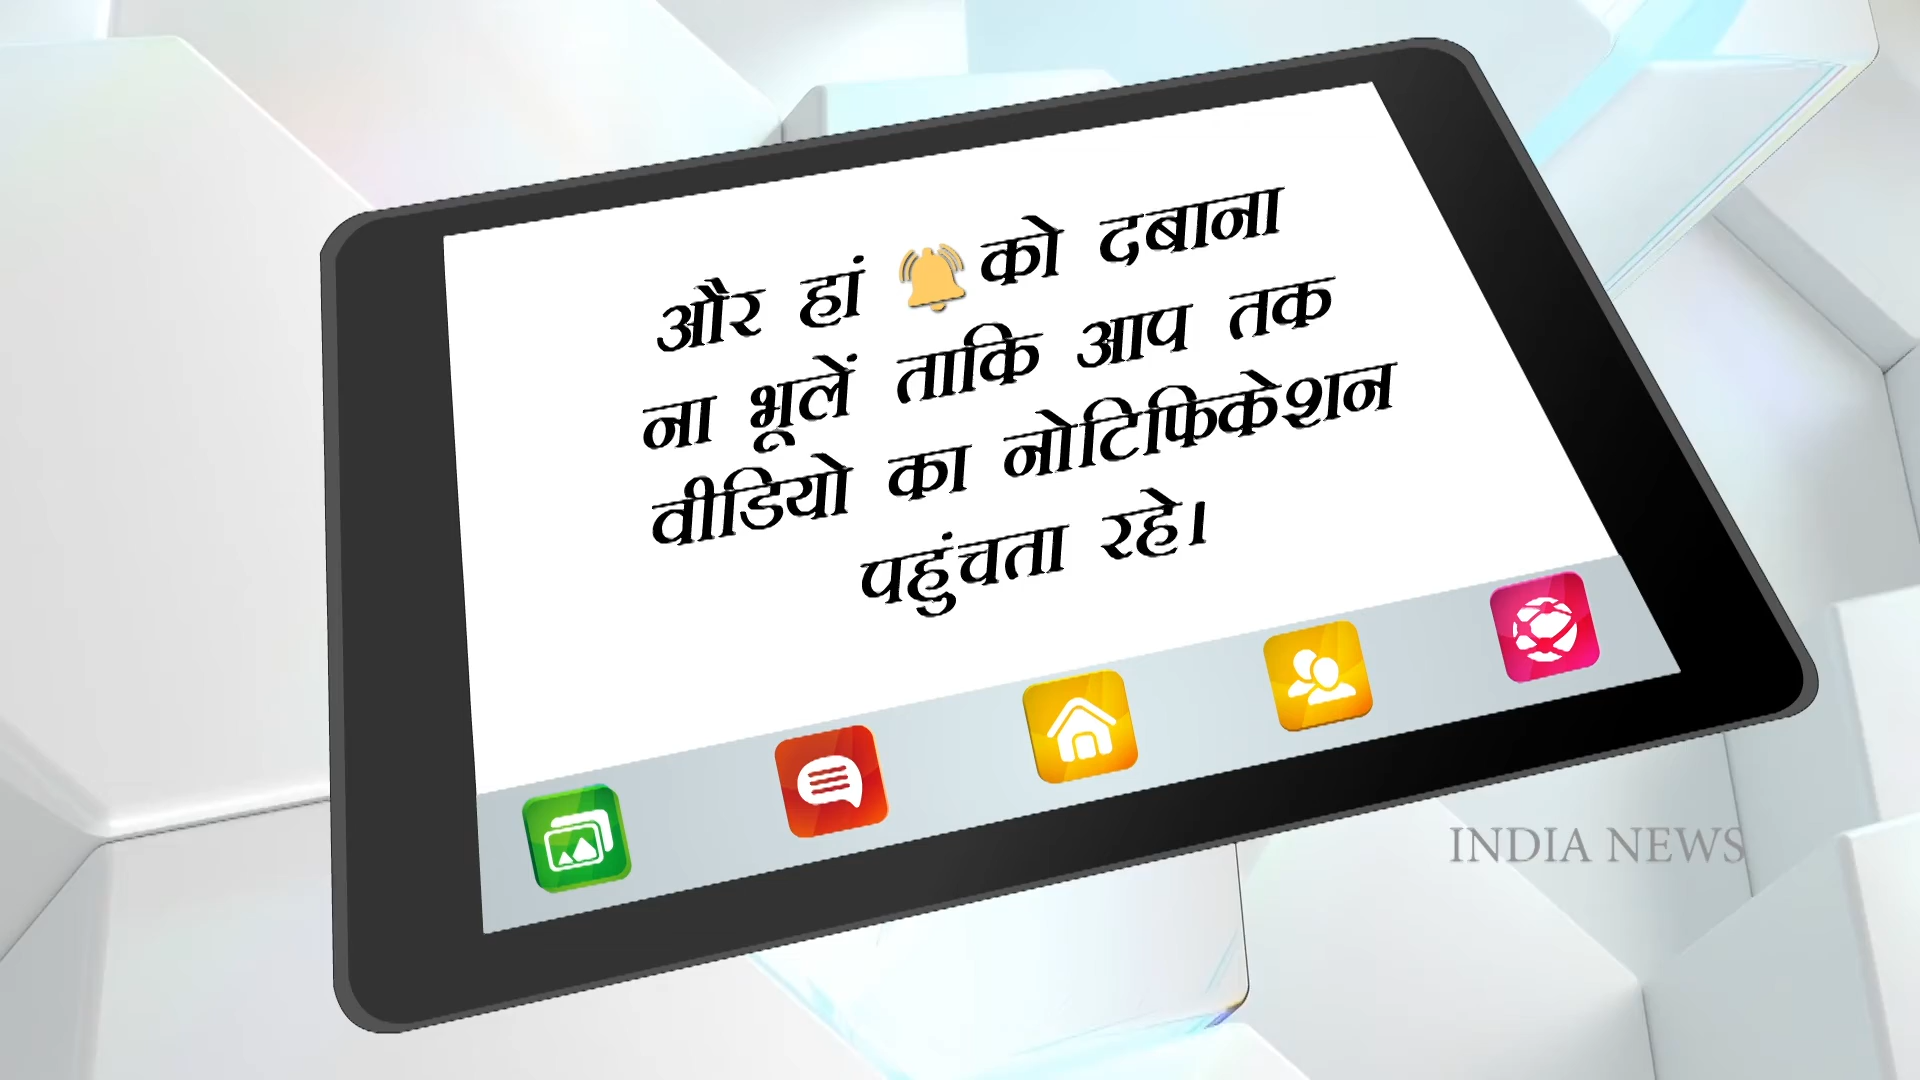 और हां 🔔 को दबाना
ना भूलें ताकि आप तक
वीडियो का नोटिफिकेशन
पहुंचता रहे।
INDIA NEWS